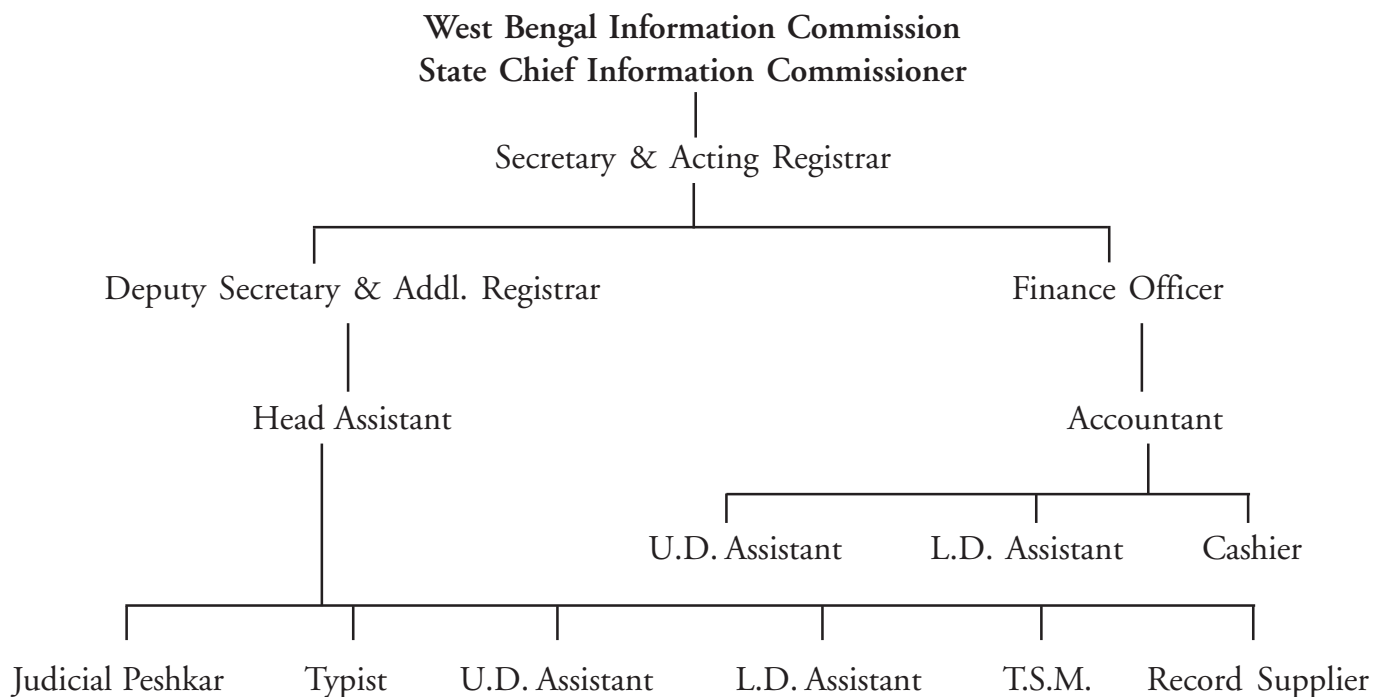 West Bengal Information Commission
State Chief Information Commissioner
Secretary & Acting Registrar
Deputy Secretary & Addl. Registrar
Finance Officer
Head Assistant
Accountant
U.D. Assistant
L.D. Assistant
Cashier
Judicial Peshkar
Typist
U.D. Assistant
L.D. Assistant
T.S.M.
Record Supplier